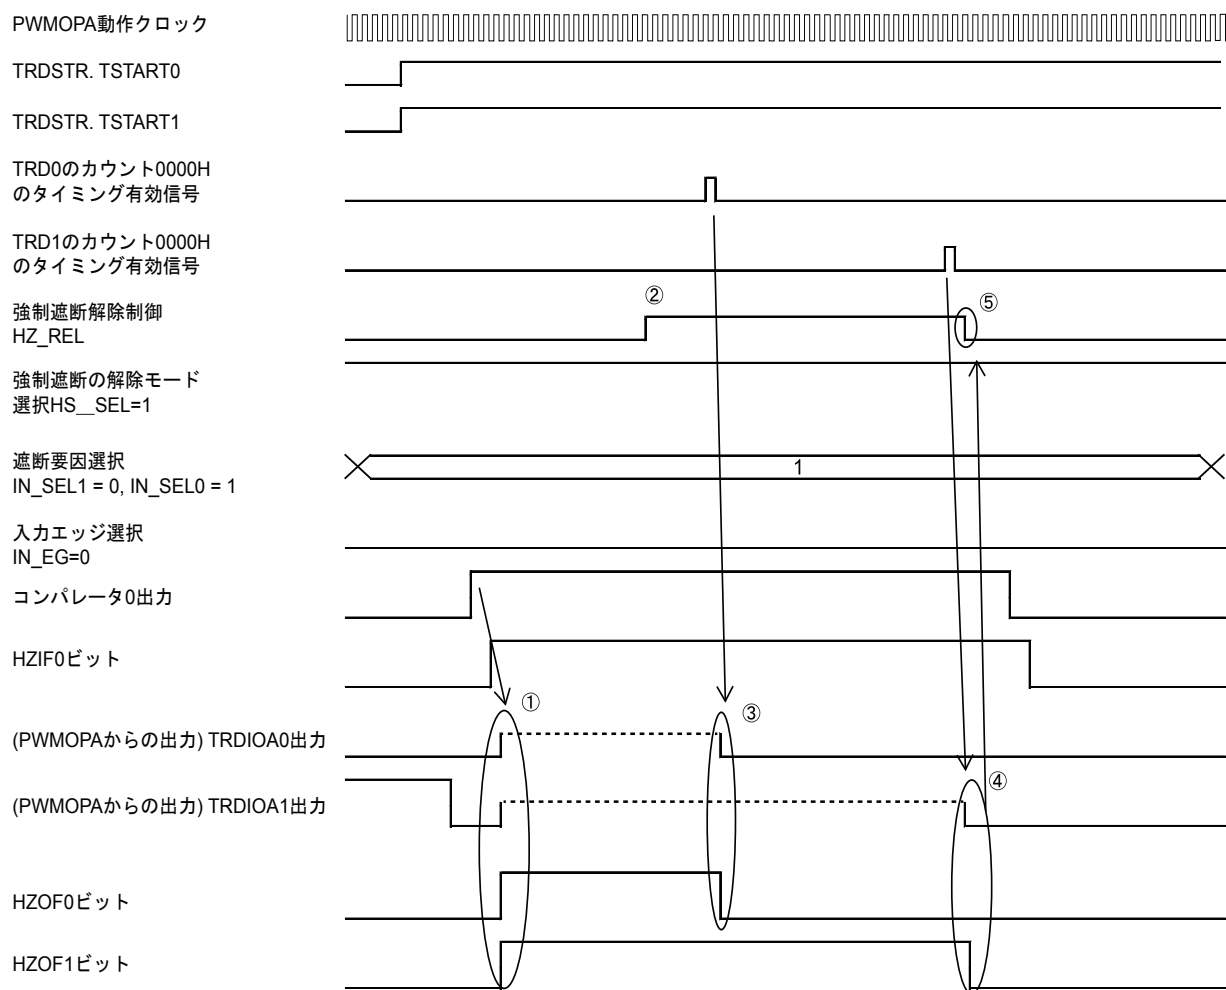 PWMOPA動作クロック
TRDSTR. TSTART0
TRDSTR. TSTART1
TRD0のカウント0000H
のタイミング有効信号
TRD1のカウント0000H
のタイミング有効信号
②
⑤
強制遮断解除制御
HZ_REL
強制遮断の解除モード
選択HS__SEL=1
遮断要因選択
IN_SEL1 = 0, IN_SEL0 = 1
1
入力エッジ選択
IN_EG=0
コンパレータ0出力
HZIF0ビット
①
③
(PWMOPAからの出力) TRDIOA0出力
④
(PWMOPAからの出力) TRDIOA1出力
HZOF0ビット
HZOF1ビット